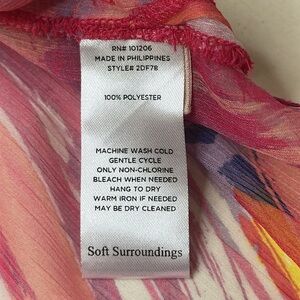 RN# 101206
MADE IN PHILIPPINES
STYLE# 2DF78
100% POLYESTER
MACHINE WASH COLD
GENTLE CYCLE
ONLY NON-CHLORINE
BLEACH WHEN NEEDED
HANG TO DRY
WARM IRON IF NEEDED
MAY BE DRY CLEANED
Soft Surroundings